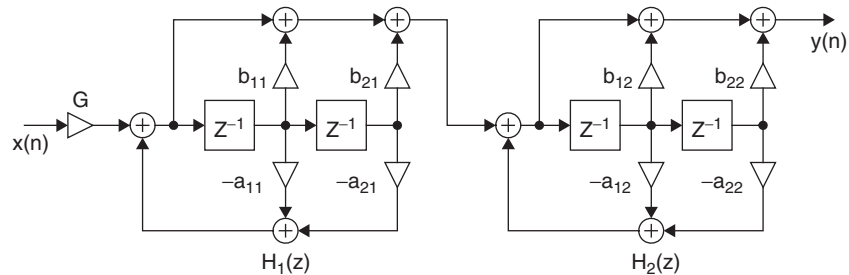 G
x(n)
b₁₁
b₂₁
Z⁻¹
Z⁻¹
–a₁₁
–a₂₁
H₁(z)
b₁₂
b₂₂
Z⁻¹
Z⁻¹
–a₁₂
–a₂₂
H₂(z)
y(n)